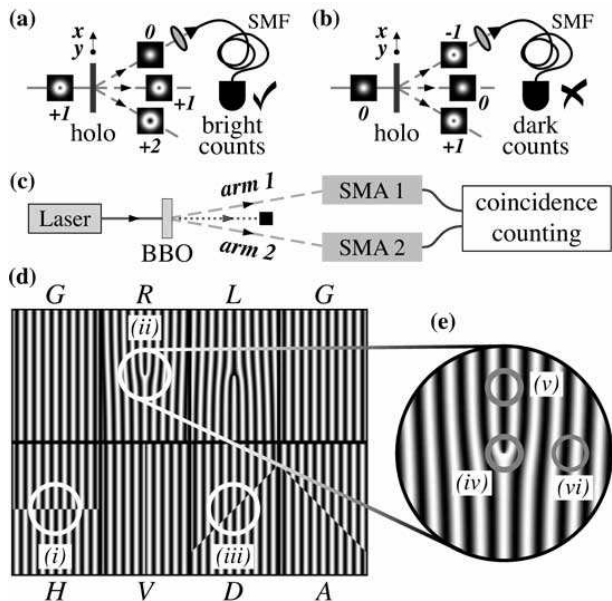 (a)
x
y
0
SMF
+1
+1
holo
+2
bright
counts
(b)
x
y
-1
SMF
0
0
holo
+1
dark
counts
(c)
Laser
BBO
arm 1
arm 2
SMA 1
SMA 2
coincidence
counting
(d)
G R L G
(ii)
(i)
(iii)
H V D A
(e)
(v)
(iv)
(vi)